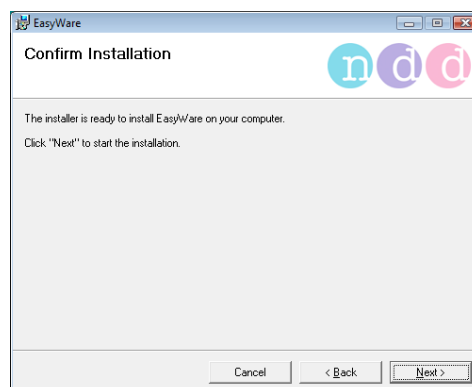 EasyWare
Confirm Installation
ndd
The installer is ready to install EasyWare on your computer.
Click "Next" to start the installation.
Cancel
< Back
Next >